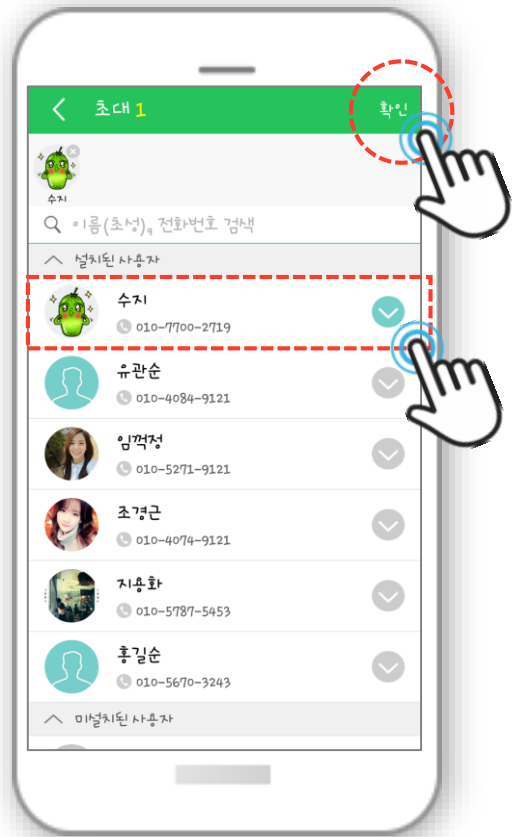 초대 1
확인
수지
이름(초성), 전화번호 검색
설치된 사용자
수지
010-7700-2719
유관순
010-4084-9121
임꺽정
010-5271-9121
조경근
010-4074-9121
지용화
010-5787-5453
홍길순
010-5670-3243
미설치된 사용자